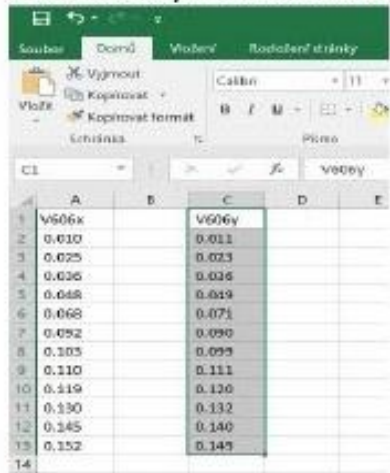 Soubor Domů Vložení Rozložení stránky
Vyjmout
Kopírovat
Kopírovat formát
Vložit
Schránka
Calibri 11
B I U
Písmo
C1 V606y
A B C D E
1 V606x V606y
2 0.010 0.011
3 0.025 0.023
4 0.036 0.036
5 0.048 0.049
6 0.068 0.071
7 0.092 0.090
8 0.103 0.099
9 0.110 0.111
10 0.119 0.120
11 0.130 0.132
12 0.145 0.140
13 0.152 0.149
14